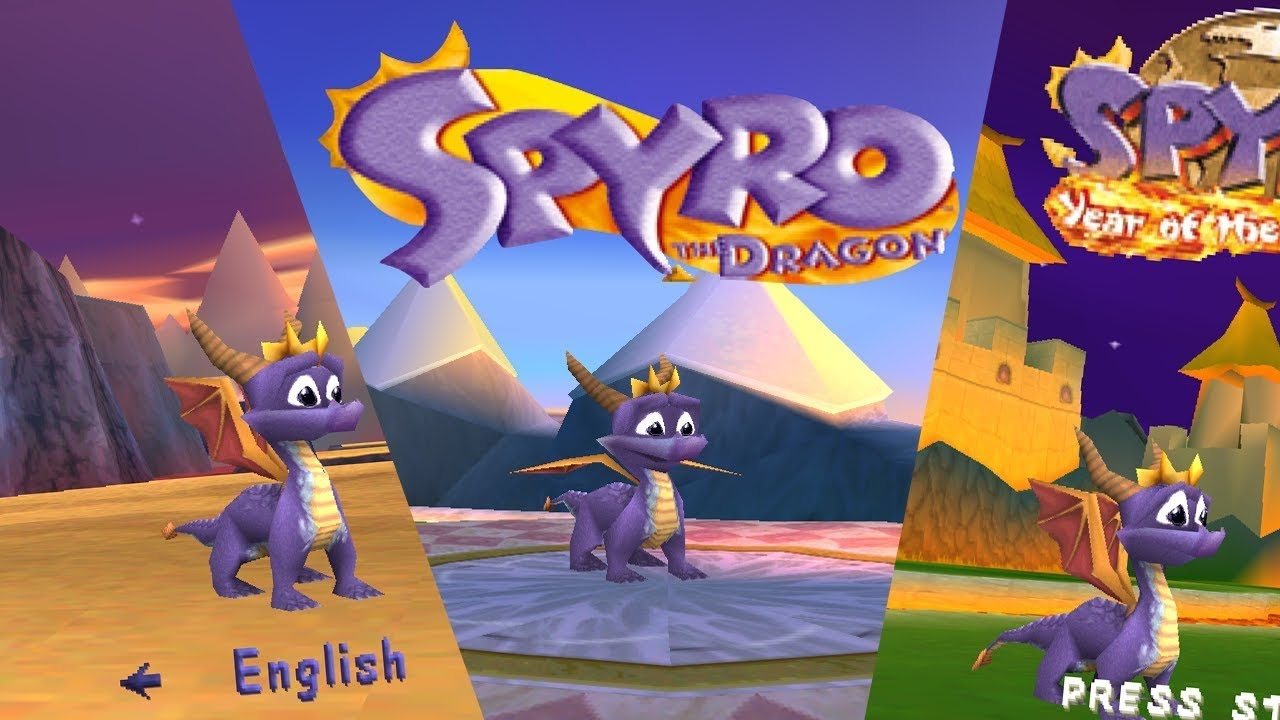 SPYRO
THE DRAGON
English
Year of the
PRESS